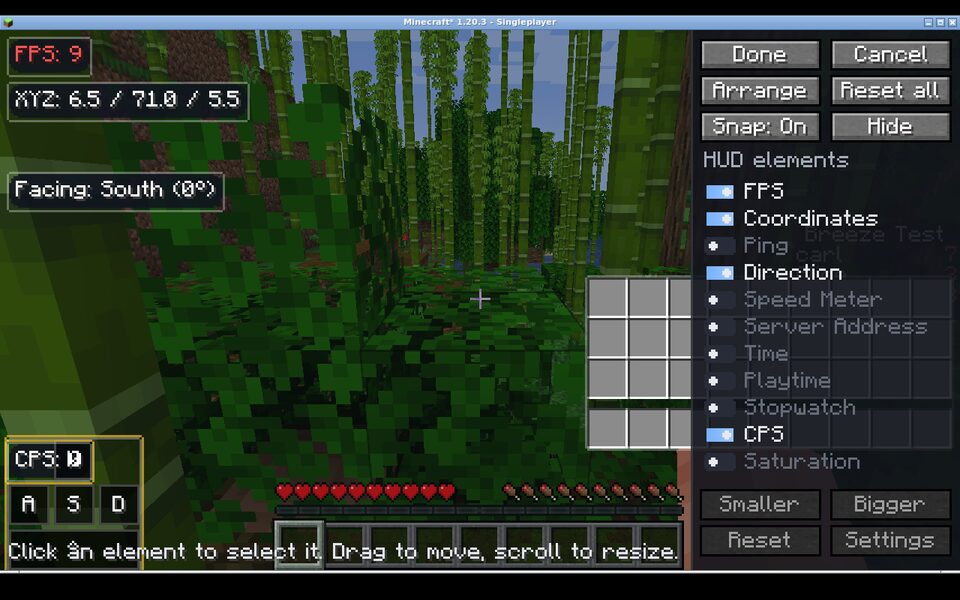 Minecraft* 1.20.3 - Singleplayer
FPS: 9
XYZ: 6.5 / 71.0 / 5.5
Facing: South (0°)
CPS: 0
A S D
Click an element to select it. Drag to move, scroll to resize.
Done Cancel
Arrange Reset all
Snap: On Hide
HUD elements
FPS
Coordinates
Ping
Breeze Test
carl
Direction
Speed Meter
Server Address
Time
Playtime
Stopwatch
CPS
Saturation
Smaller Bigger
Reset Settings